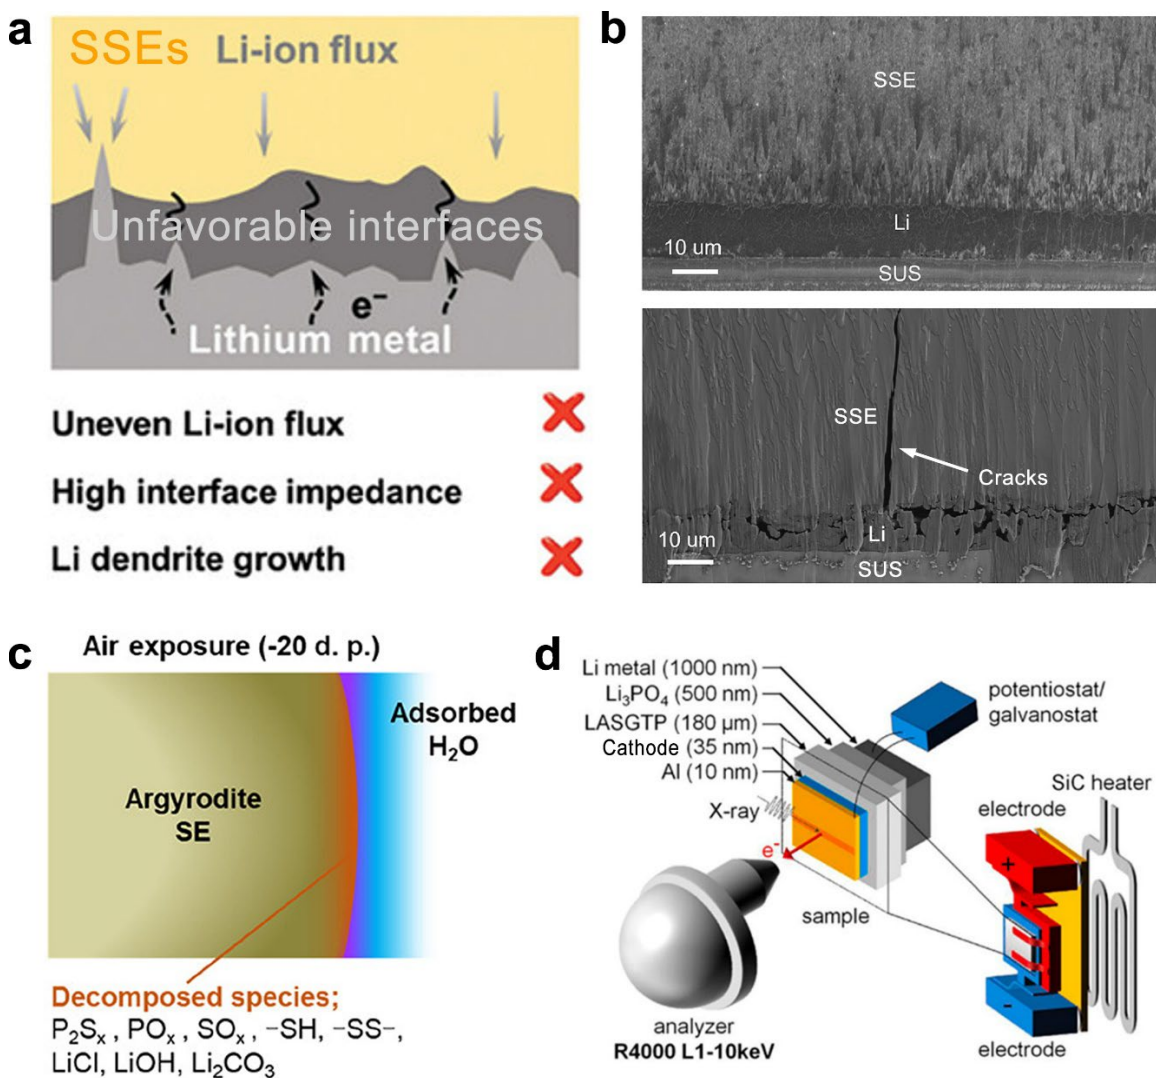 a
SSEs Li-ion flux
Unfavorable interfaces
e⁻
Lithium metal
Uneven Li-ion flux
High interface impedance
Li dendrite growth
b
SSE
Li
10 um
SUS
SSE
Cracks
Li
10 um
SUS
c
Air exposure (-20 d. p.)
Adsorbed
H₂O
Argyrodite
SE
Decomposed species;
P₂Sₓ , POₓ , SOₓ , −SH, −SS−,
LiCl, LiOH, Li₂CO₃
d
Li metal (1000 nm)
Li₃PO₄ (500 nm)
LASGTP (180 µm)
Cathode (35 nm)
Al (10 nm)
X-ray
e⁻
sample
potentiostat/
galvanostat
SiC heater
electrode
+
-
electrode
analyzer
R4000 L1-10keV